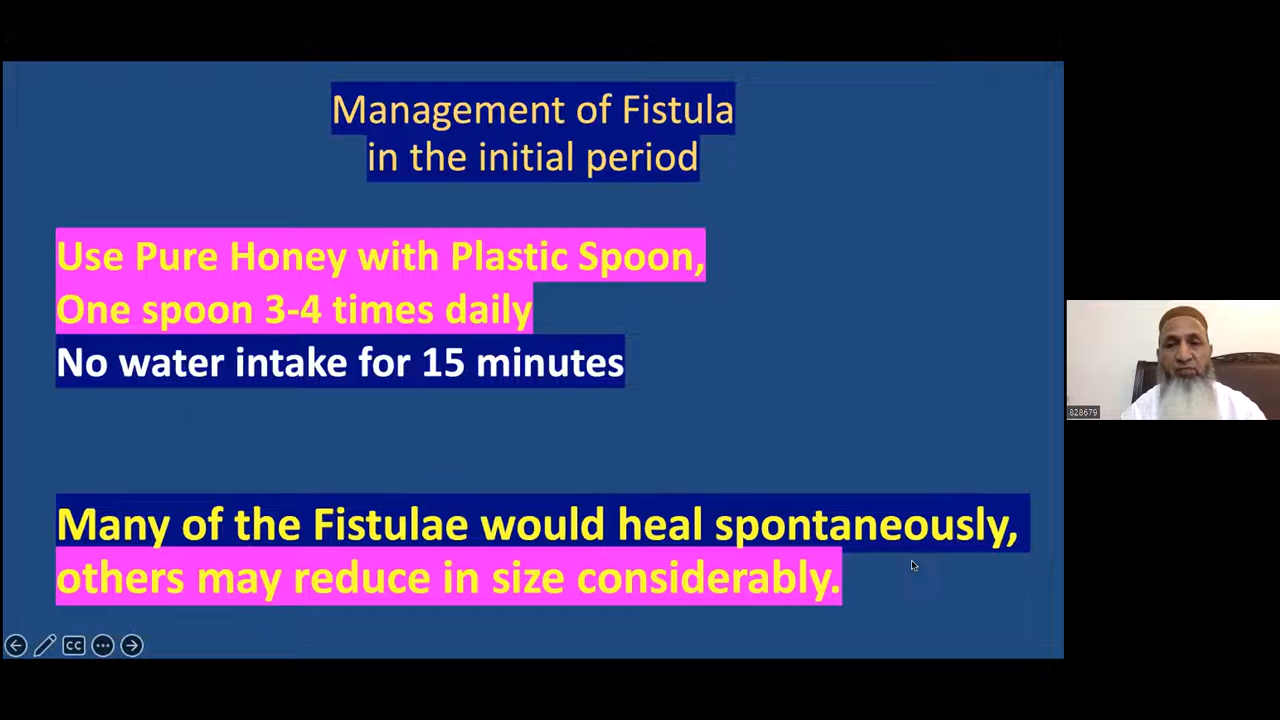 Management of Fistula
in the initial period
Use Pure Honey with Plastic Spoon,
One spoon 3-4 times daily
No water intake for 15 minutes
Many of the Fistulae would heal spontaneously,
others may reduce in size considerably.
CC
828679